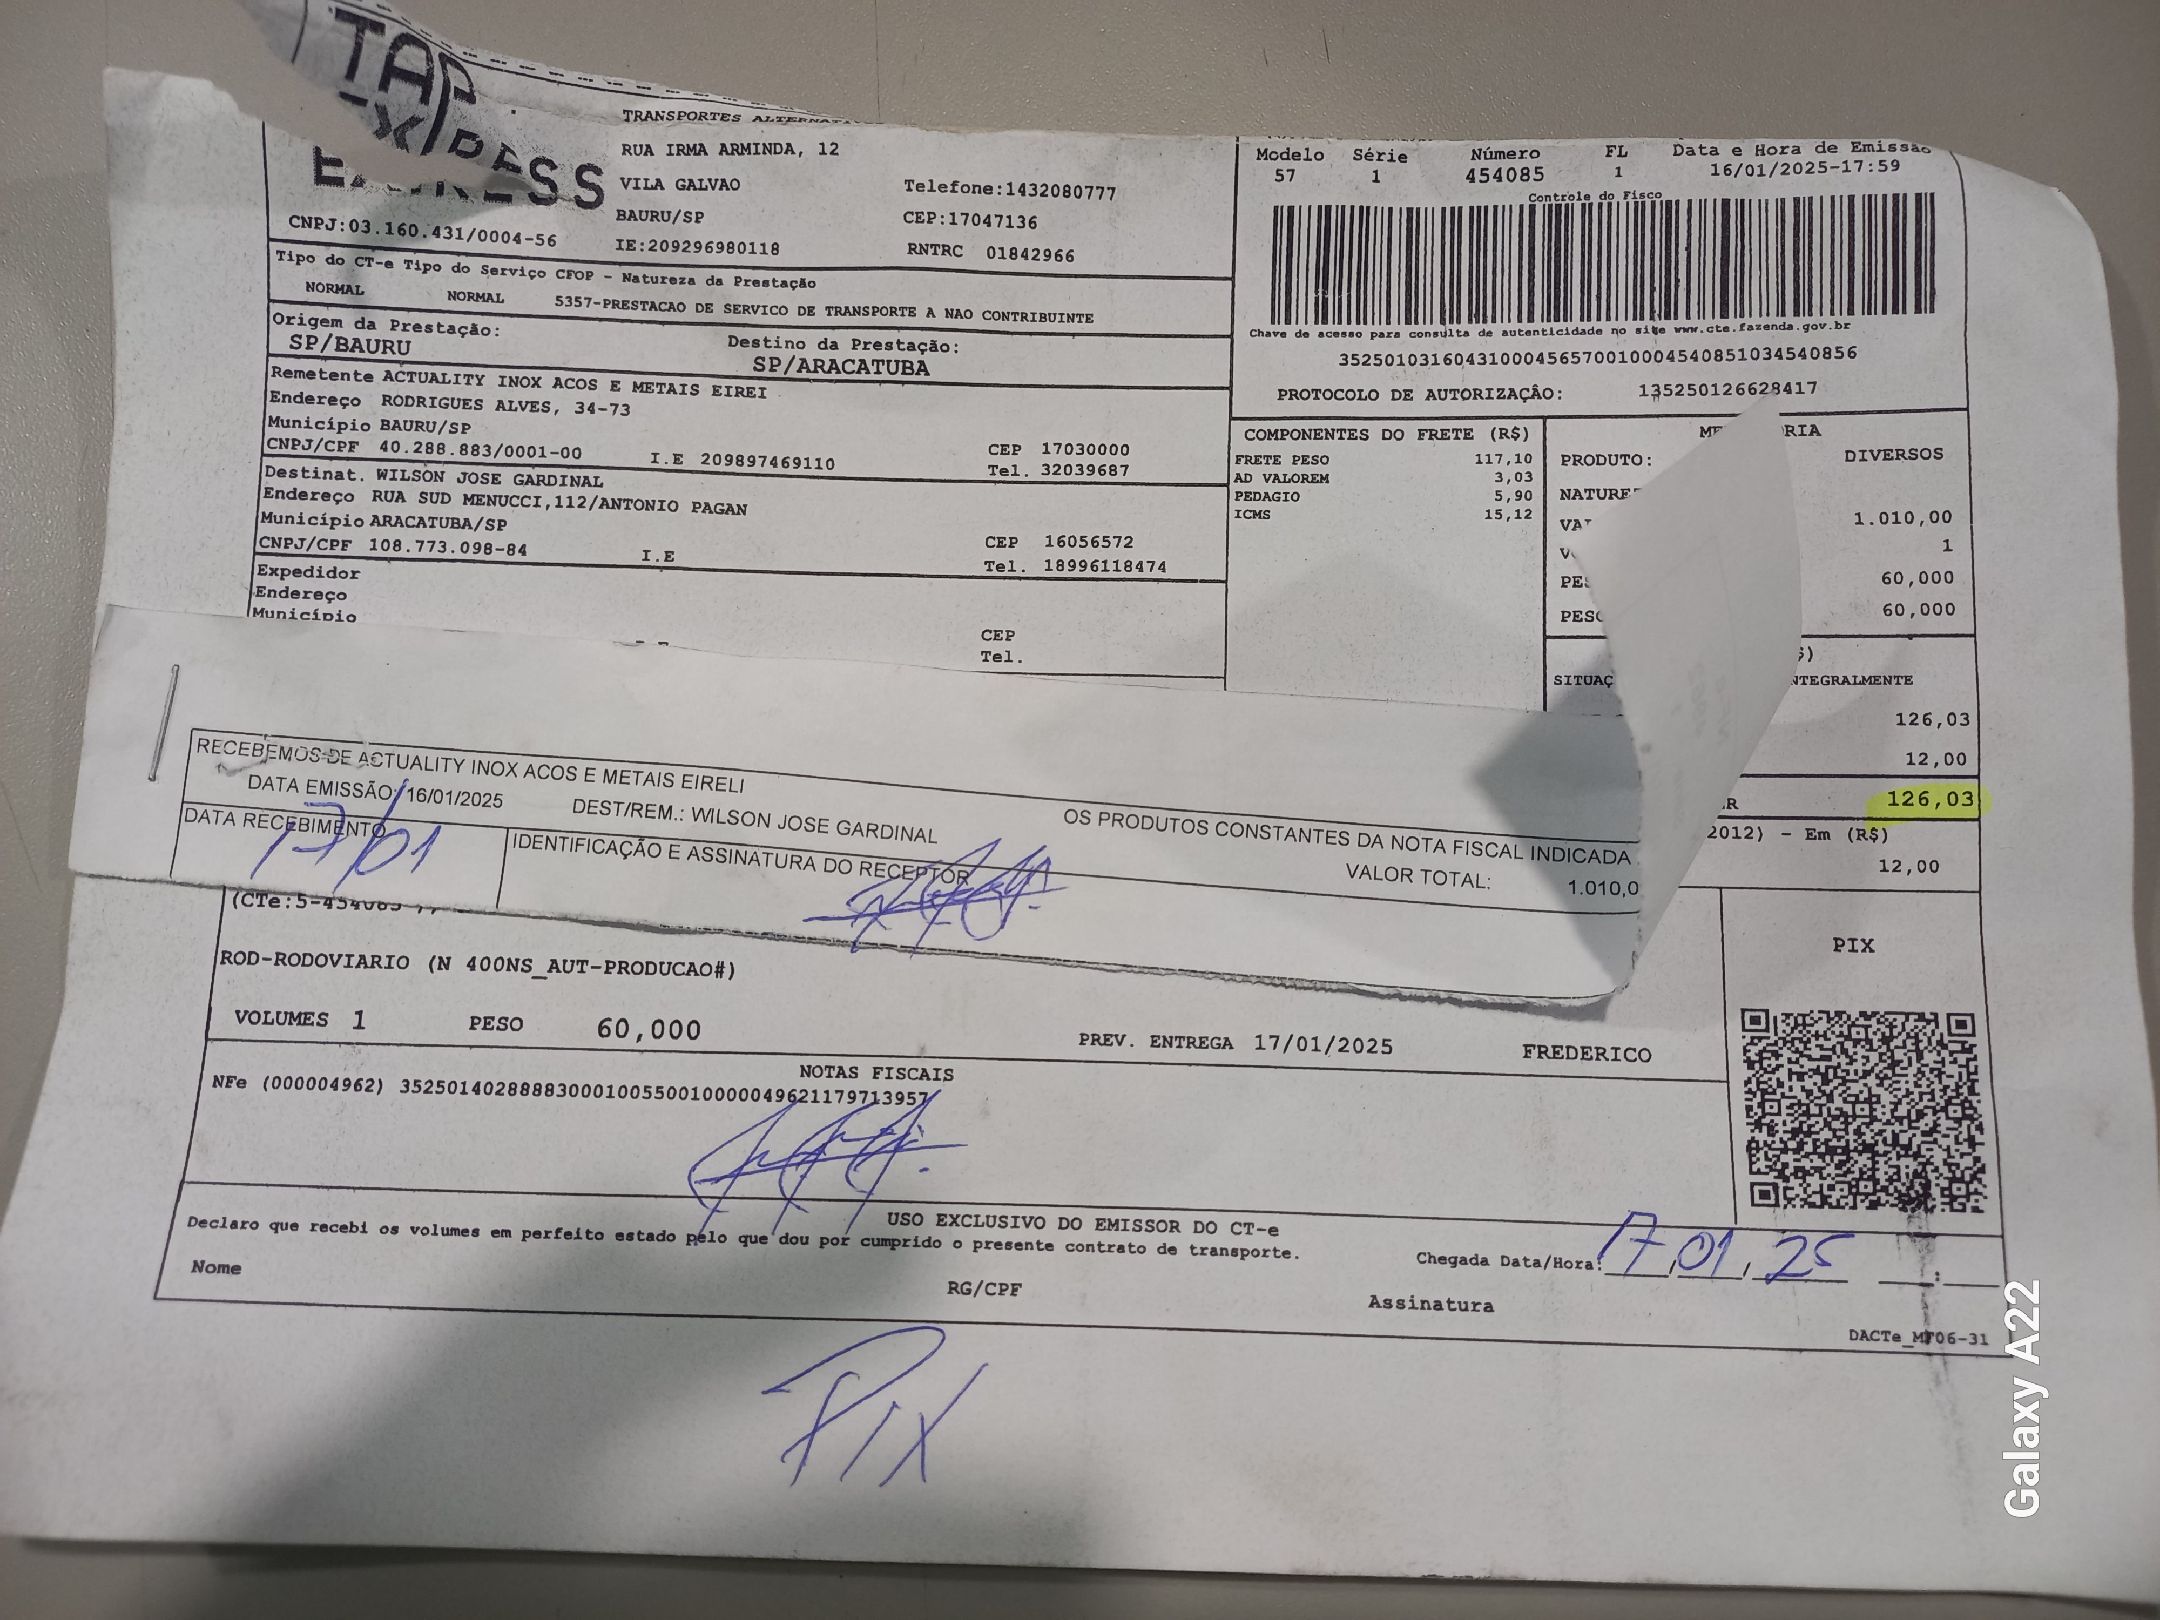 TRANSPORTES
RUA IRMA ARMINDA, 12
VILA GALVAO
Telefone:1432080777
BAURU/SP
CEP:17047136
CNPJ:03.160.431/0004-56
IE:209296980118
RNTRC 01842966
Modelo Série Número FL Data e Hora de Emissão
57 1 454085 1 16/01/2025-17:59
Controle do Fisco
Chave de acesso para consulta de autenticidade no site www.cte.fazenda.gov.br
35250103160431000456570010004540851034540856
PROTOCOLO DE AUTORIZAÇÂO: 135250126628417
Tipo do CT-e Tipo do Serviço CFOP - Natureza da Prestação
NORMAL NORMAL 5357-PRESTACAO DE SERVICO DE TRANSPORTE A NAO CONTRIBUINTE
Origem da Prestação:
SP/BAURU
Destino da Prestação:
SP/ARACATUBA
Remetente ACTUALITY INOX ACOS E METAIS EIREI
Endereço RODRIGUES ALVES, 34-73
Município BAURU/SP
CEP 17030000
CNPJ/CPF 40.288.883/0001-00 I.E 209897469110 Tel. 32039687
Destinat. WILSON JOSE GARDINAL
Endereço RUA SUD MENUCCI,112/ANTONIO PAGAN
Município ARACATUBA/SP
CEP 16056572
CNPJ/CPF 108.773.098-84 I.E Tel. 18996118474
Expedidor
Endereço
Município
CEP
Tel.
COMPONENTES DO FRETE (R$)
FRETE PESO 117,10
AD VALOREM 3,03
PEDAGIO 5,90
ICMS 15,12
PRODUTO: DIVERSOS
1.010,00
1
60,000
60,000
126,03
12,00
126,03
2012) - Em (R$)
12,00
RECEBEMOS DE ACTUALITY INOX ACOS E METAIS EIRELI
OS PRODUTOS CONSTANTES DA NOTA FISCAL INDICADA
DATA EMISSÃO: 16/01/2025
DEST/REM.: WILSON JOSE GARDINAL
VALOR TOTAL: 1.010,0
DATA RECEBIMENTO
17/01
IDENTIFICAÇÃO E ASSINATURA DO RECEPTOR
ROD-RODOVIARIO (N 400NS_AUT-PRODUCAO#)
VOLUMES 1 PESO 60,000
PREV. ENTREGA 17/01/2025
FREDERICO
PIX
NOTAS FISCAIS
NFe (000004962) 35250140288883000100550010000049621179713957
USO EXCLUSIVO DO EMISSOR DO CT-e
Declaro que recebi os volumes em perfeito estado pelo que dou por cumprido o presente contrato de transporte.
Chegada Data/Hora: 17 01 25
Nome
RG/CPF
Assinatura
DACTe_MF06-31
PIX
Galaxy A22